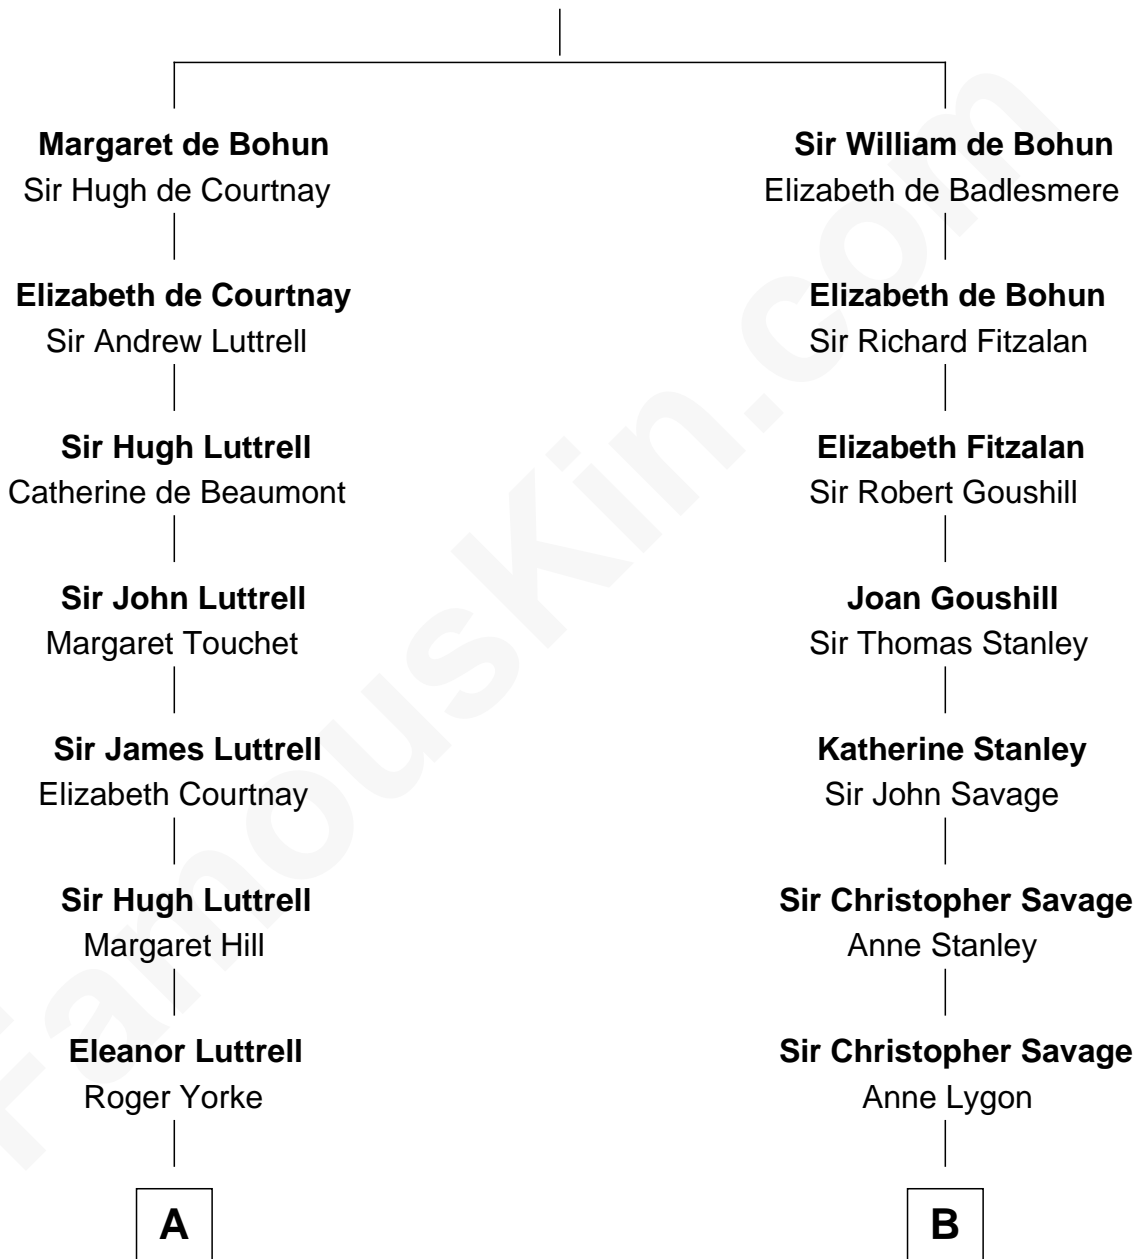 Margaret de Bohun
Sir Hugh de Courtnay
Elizabeth de Courtnay
Sir Andrew Luttrell
Sir Hugh Luttrell
Catherine de Beaumont
Sir John Luttrell
Margaret Touchet
Sir James Luttrell
Elizabeth Courtnay
Sir Hugh Luttrell
Margaret Hill
Eleanor Luttrell
Roger Yorke
A
Sir William de Bohun
Elizabeth de Badlesmere
Elizabeth de Bohun
Sir Richard Fitzalan
Elizabeth Fitzalan
Sir Robert Goushill
Joan Goushill
Sir Thomas Stanley
Katherine Stanley
Sir John Savage
Sir Christopher Savage
Anne Stanley
Sir Christopher Savage
Anne Lygon
B
FamousKin.com